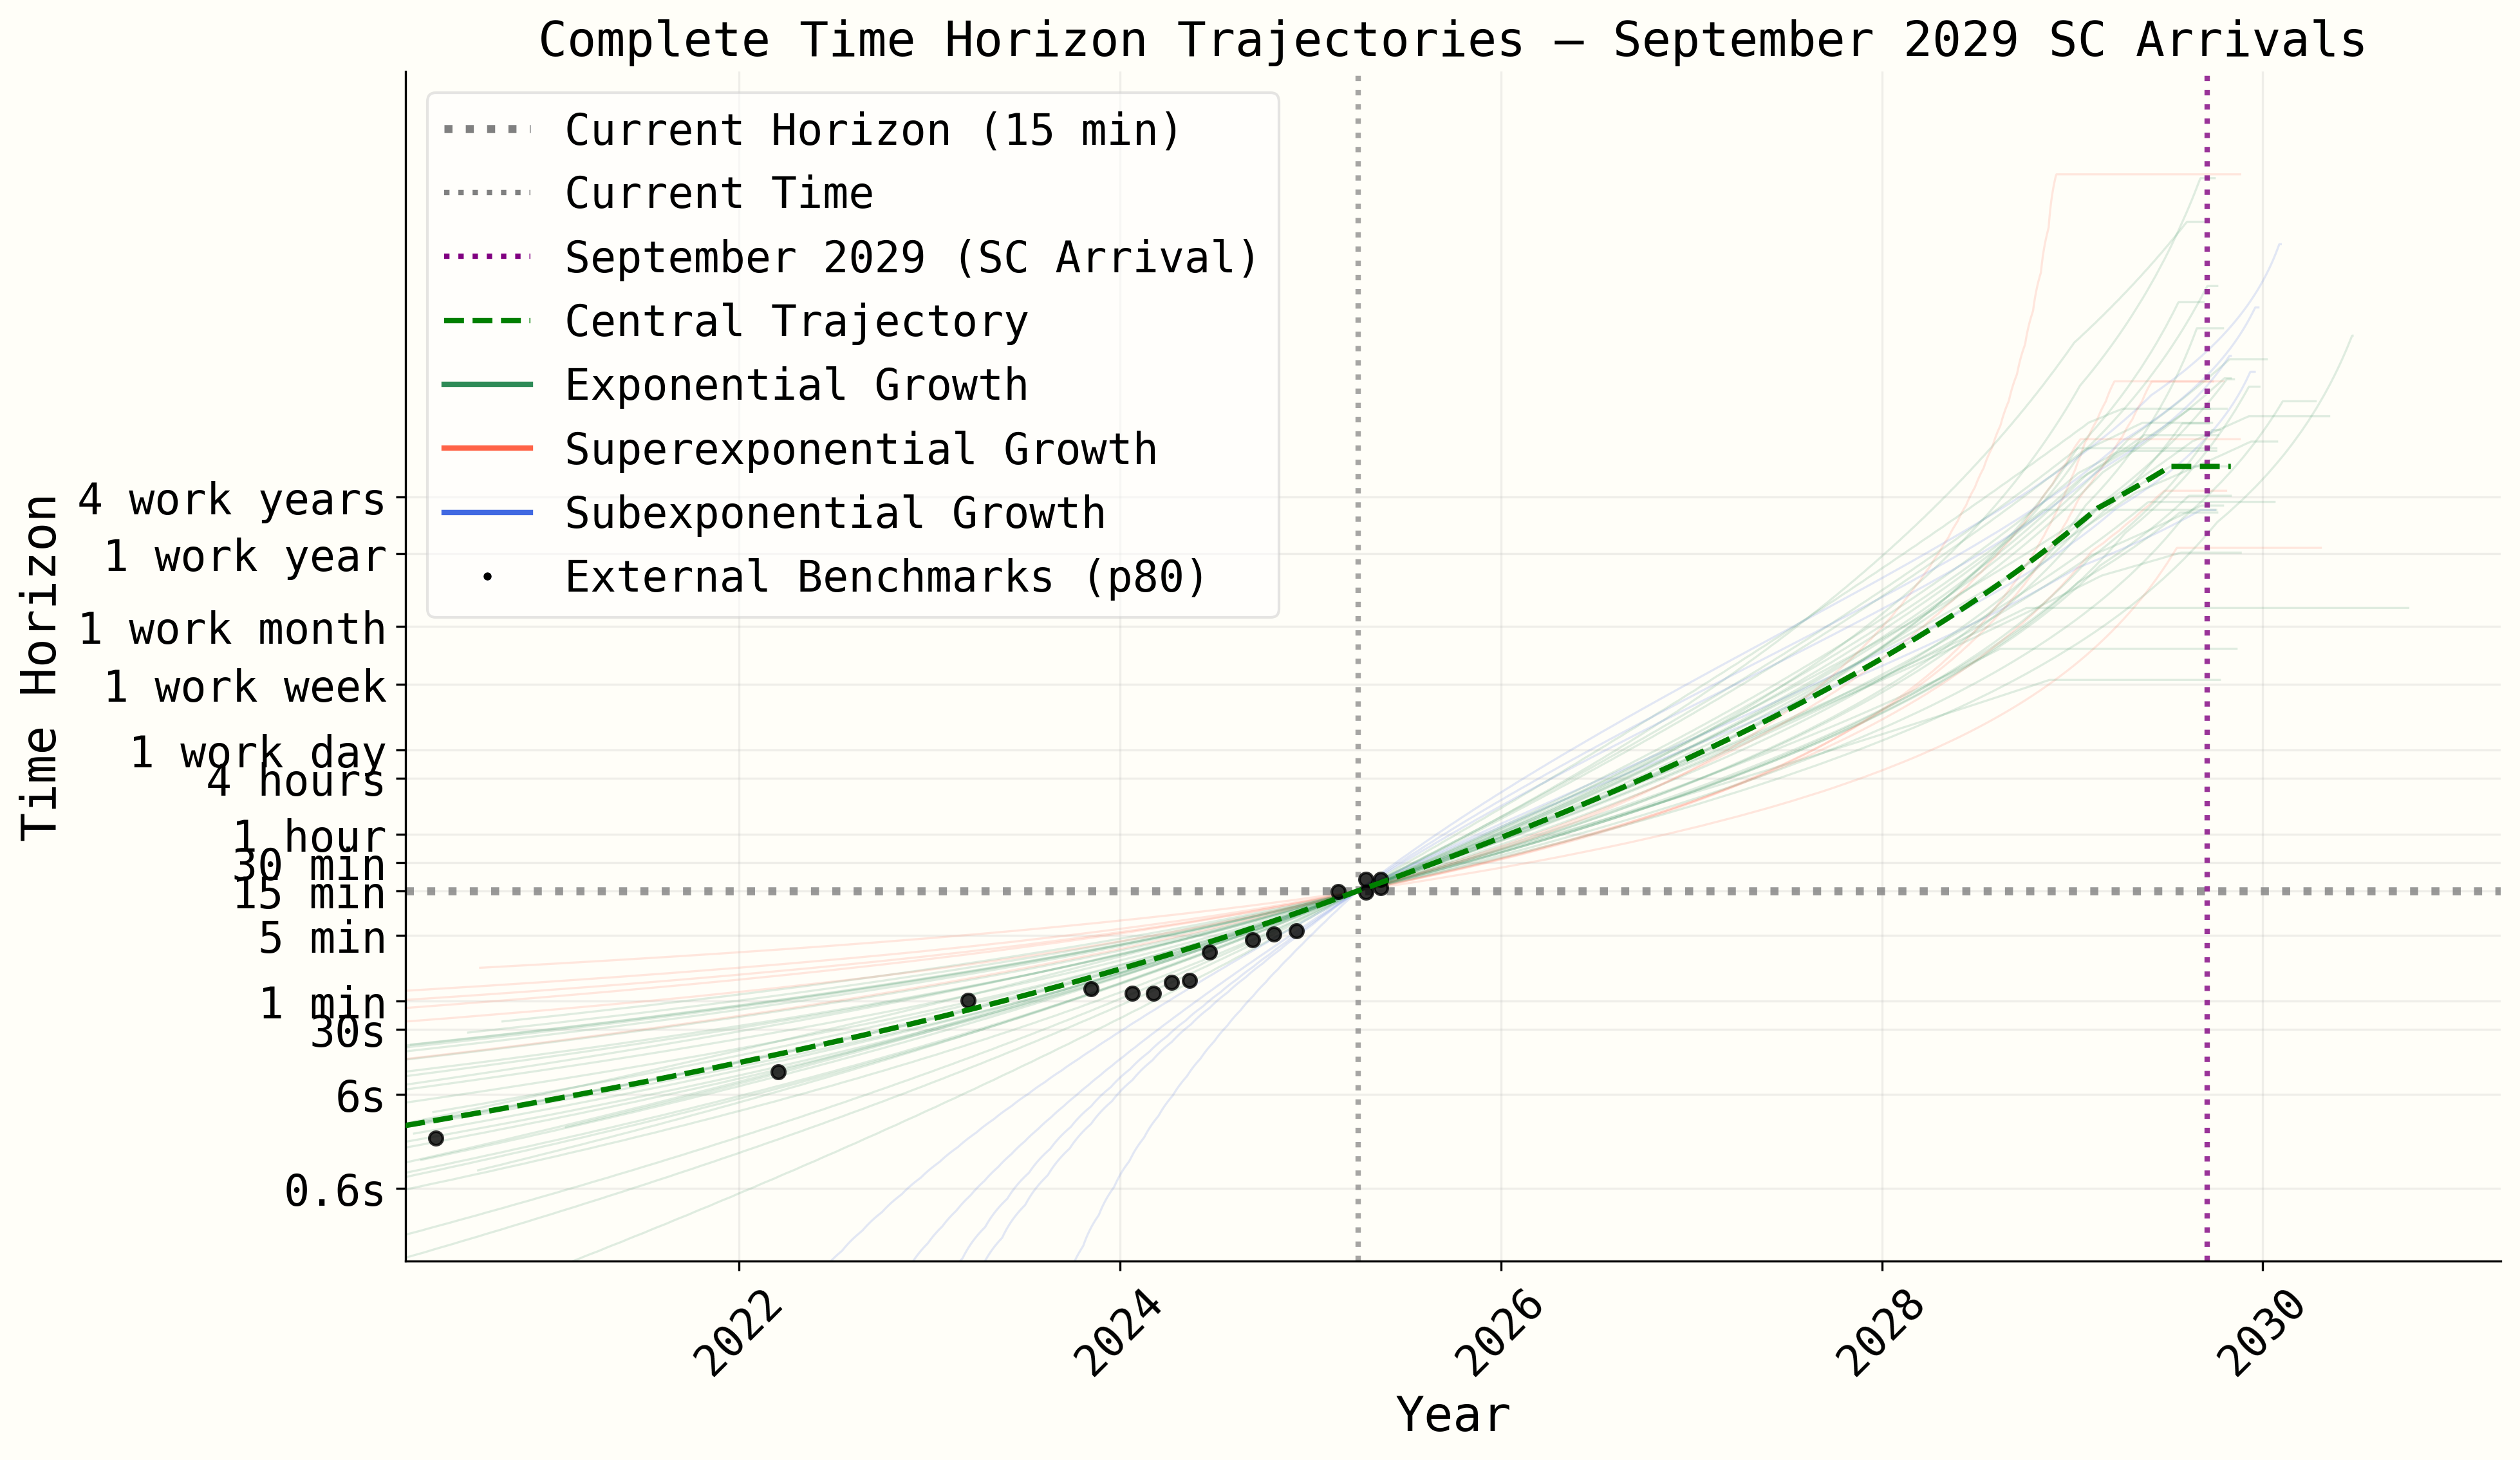 Complete Time Horizon Trajectories — September 2029 SC Arrivals
Current Horizon (15 min)
Current Time
September 2029 (SC Arrival)
Central Trajectory
Exponential Growth
Superexponential Growth
Subexponential Growth
External Benchmarks (p80)
Time Horizon
4 work years
1 work year
1 work month
1 work week
1 work day
4 hours
1 hour
30 min
15 min
5 min
1 min
30s
6s
0.6s
2022
2024
2026
2028
2030
Year